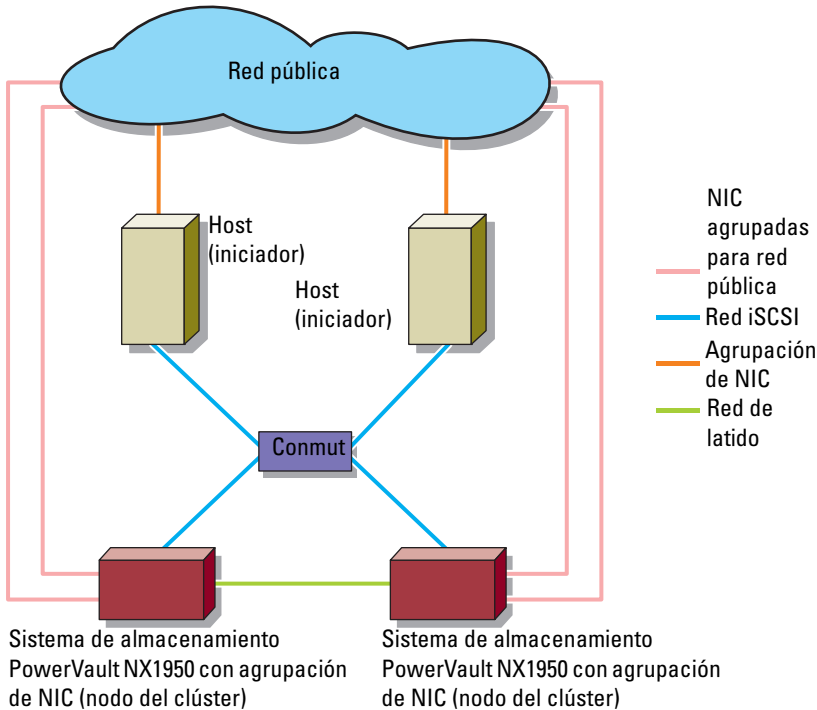 Red pública
Host
(iniciador)
Host
(iniciador)
NIC
agrupadas
para red
pública
Red iSCSI
Agrupación
de NIC
Red de
latido
Conmut
Sistema de almacenamiento
PowerVault NX1950 con agrupación
de NIC (nodo del clúster)
Sistema de almacenamiento
PowerVault NX1950 con agrupación
de NIC (nodo del clúster)